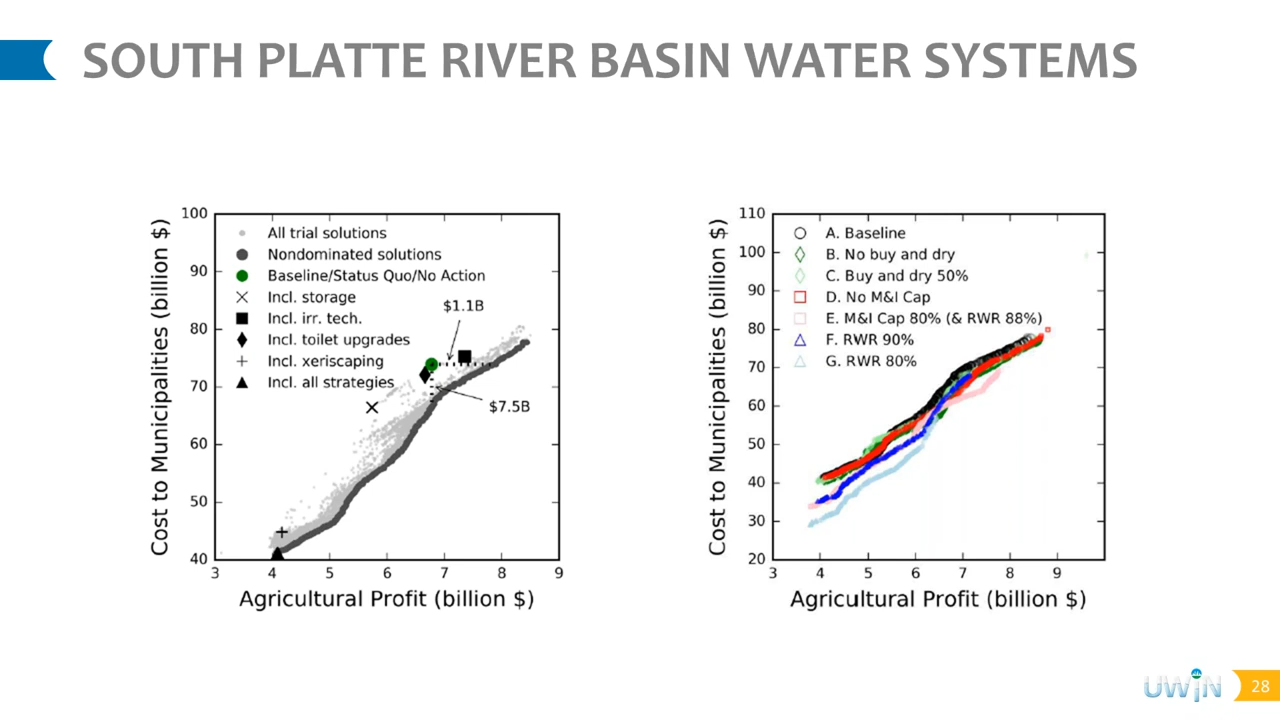 SOUTH PLATTE RIVER BASIN WATER SYSTEMS
100
90
80
70
60
50
40
Cost to Municipalities (billion $)
All trial solutions
Nondominated solutions
Baseline/Status Quo/No Action
Incl. storage
Incl. irr. tech.
Incl. toilet upgrades
Incl. xeriscaping
Incl. all strategies
$1.1B
$7.5B
3 4 5 6 7 8 9
Agricultural Profit (billion $)
110
100
90
80
70
60
50
40
30
20
Cost to Municipalities (billion $)
A. Baseline
B. No buy and dry
C. Buy and dry 50%
D. No M&I Cap
E. M&I Cap 80% (& RWR 88%)
F. RWR 90%
G. RWR 80%
3 4 5 6 7 8 9
Agricultural Profit (billion $)
UWiN
28